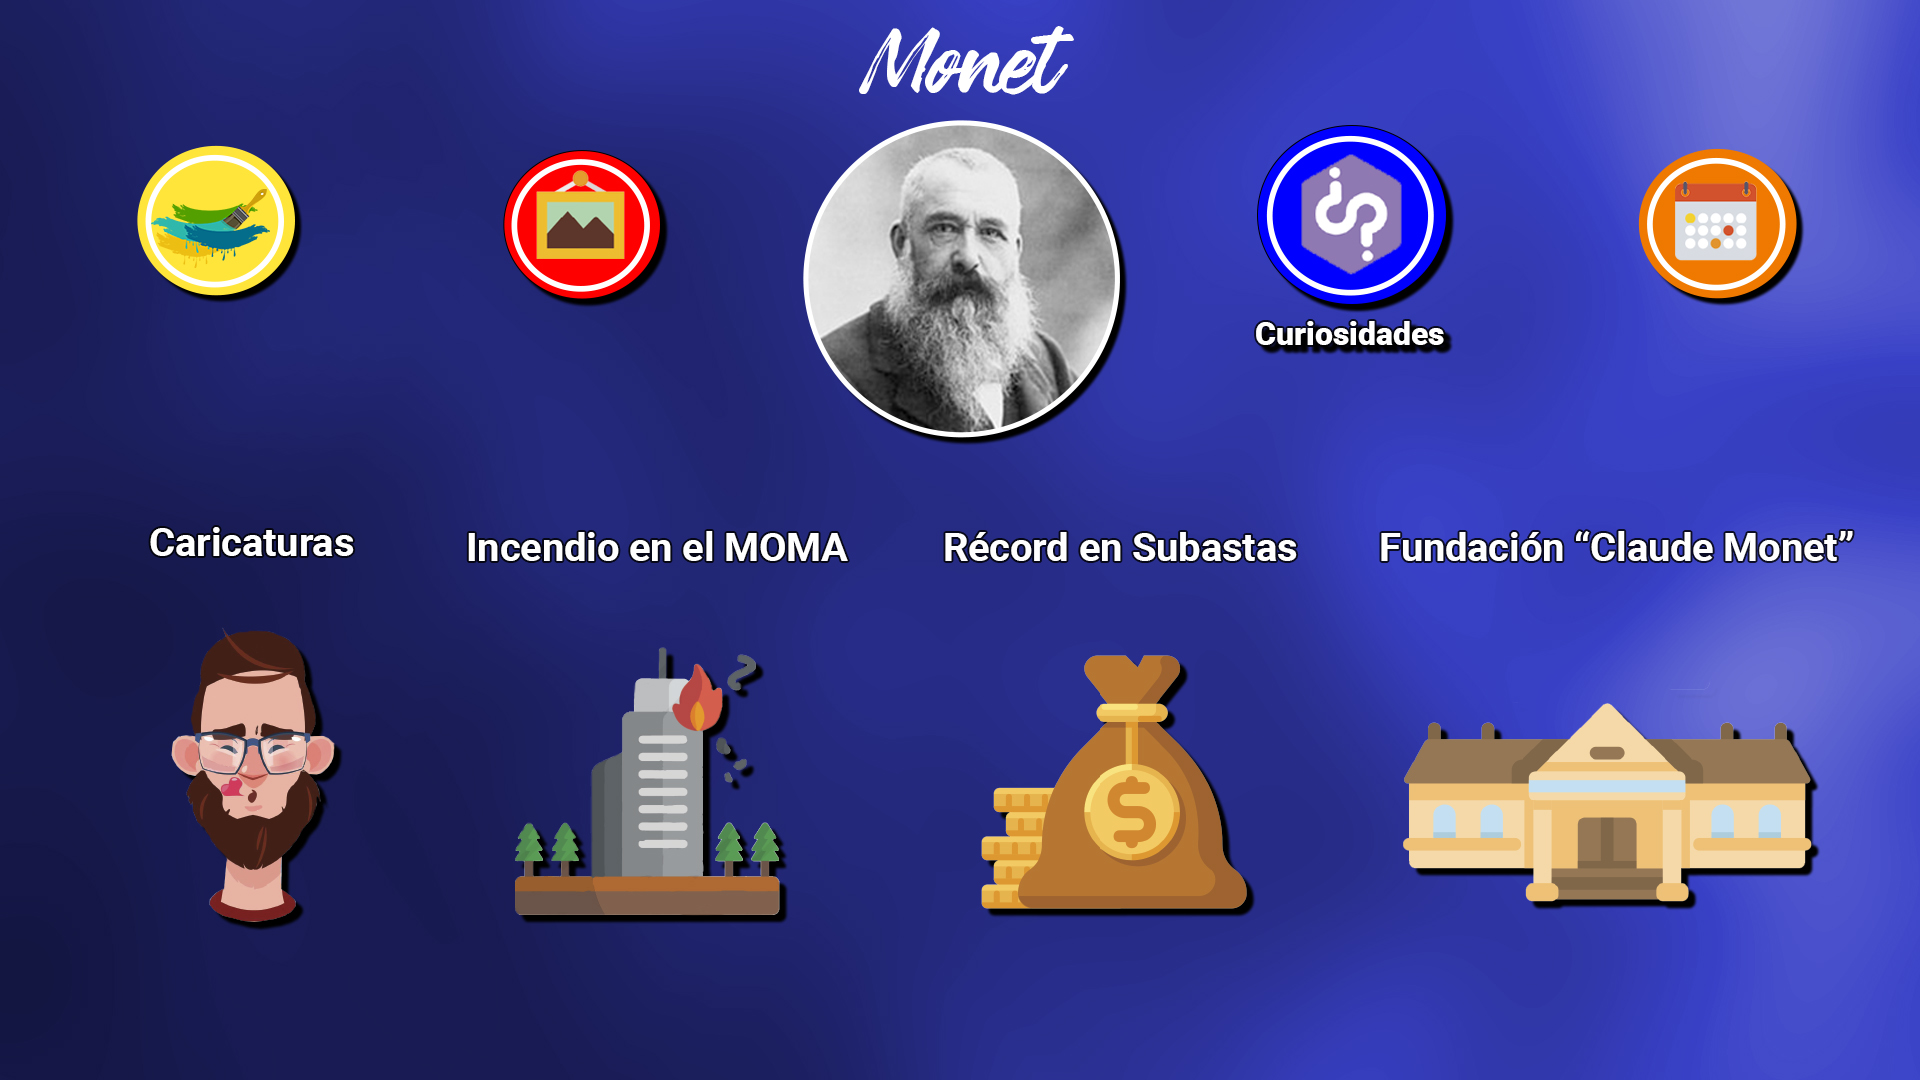 Monet
Curiosidades
Caricaturas
Incendio en el MOMA
Récord en Subastas
Fundación “Claude Monet”